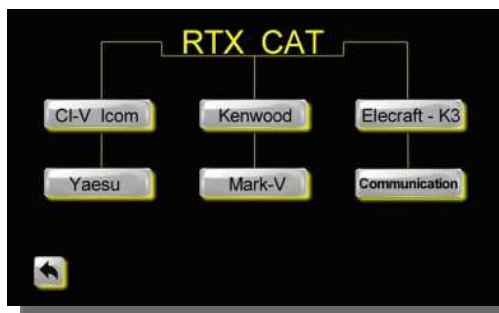 RTX CAT
CI-V Icom Kenwood Elecraft - K3
Yaesu Mark-V Communication